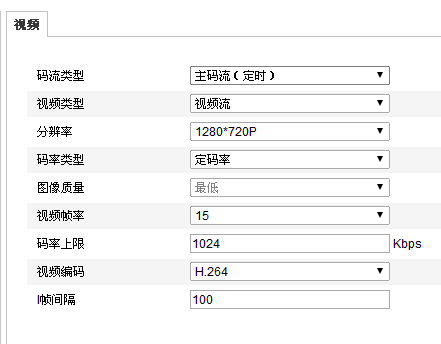 视频
码流类型 主码流（定时）
视频类型 视频流
分辨率 1280*720P
码率类型 定码率
图像质量 最低
视频帧率 15
码率上限 1024 Kbps
视频编码 H.264
I帧间隔 100